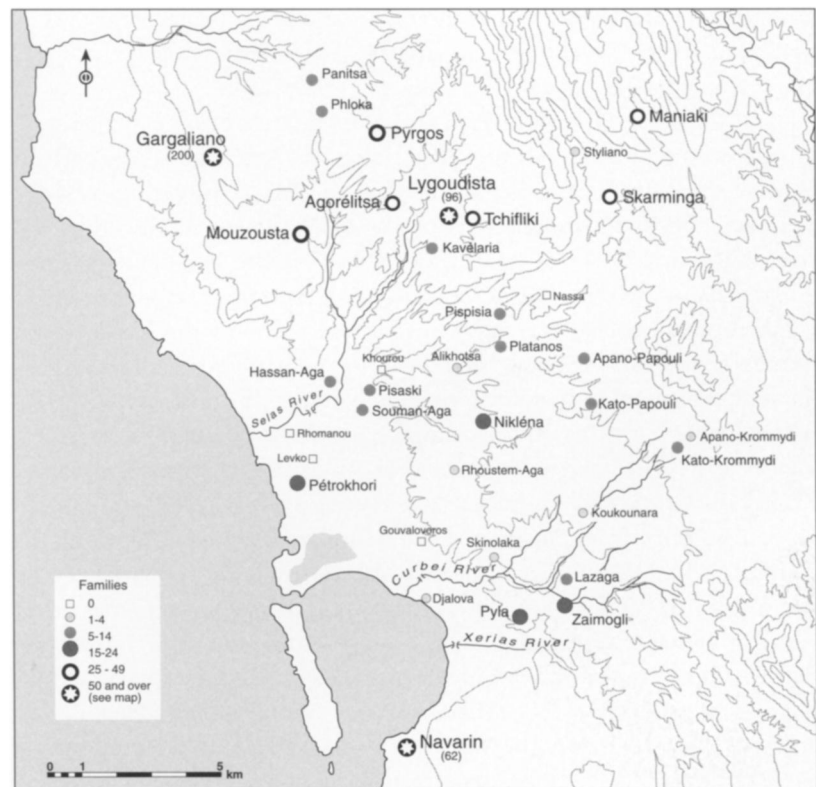 Panitsa
Phloka
Maniaki
Pyrgos
Gargaliano
(200)
Styliano
Lygoudista
(96)
Skarminga
Agorélitsa
Tchifliki
Mouzousta
Kavelaria
Nassa
Pispisia
Platanos
Khoureu
Alikhotsa
Apano-Papouli
Hassan-Aga
Pisaski
Selas River
Souman-Aga
Kato-Papouli
Nikléna
Rhomanou
Apano-Krommydi
Kato-Krommydi
Levko
Rhoustem-Aga
Pétrokhori
Koukounara
Gouvalovoros
Skinolaka
Curbei River
Lazaga
Djalova
Zaimogli
Pyla
Xerias River
Families
0
1-4
5-14
15-24
25 - 49
50 and over
(see map)
Navarin
(62)
0 1 5
km